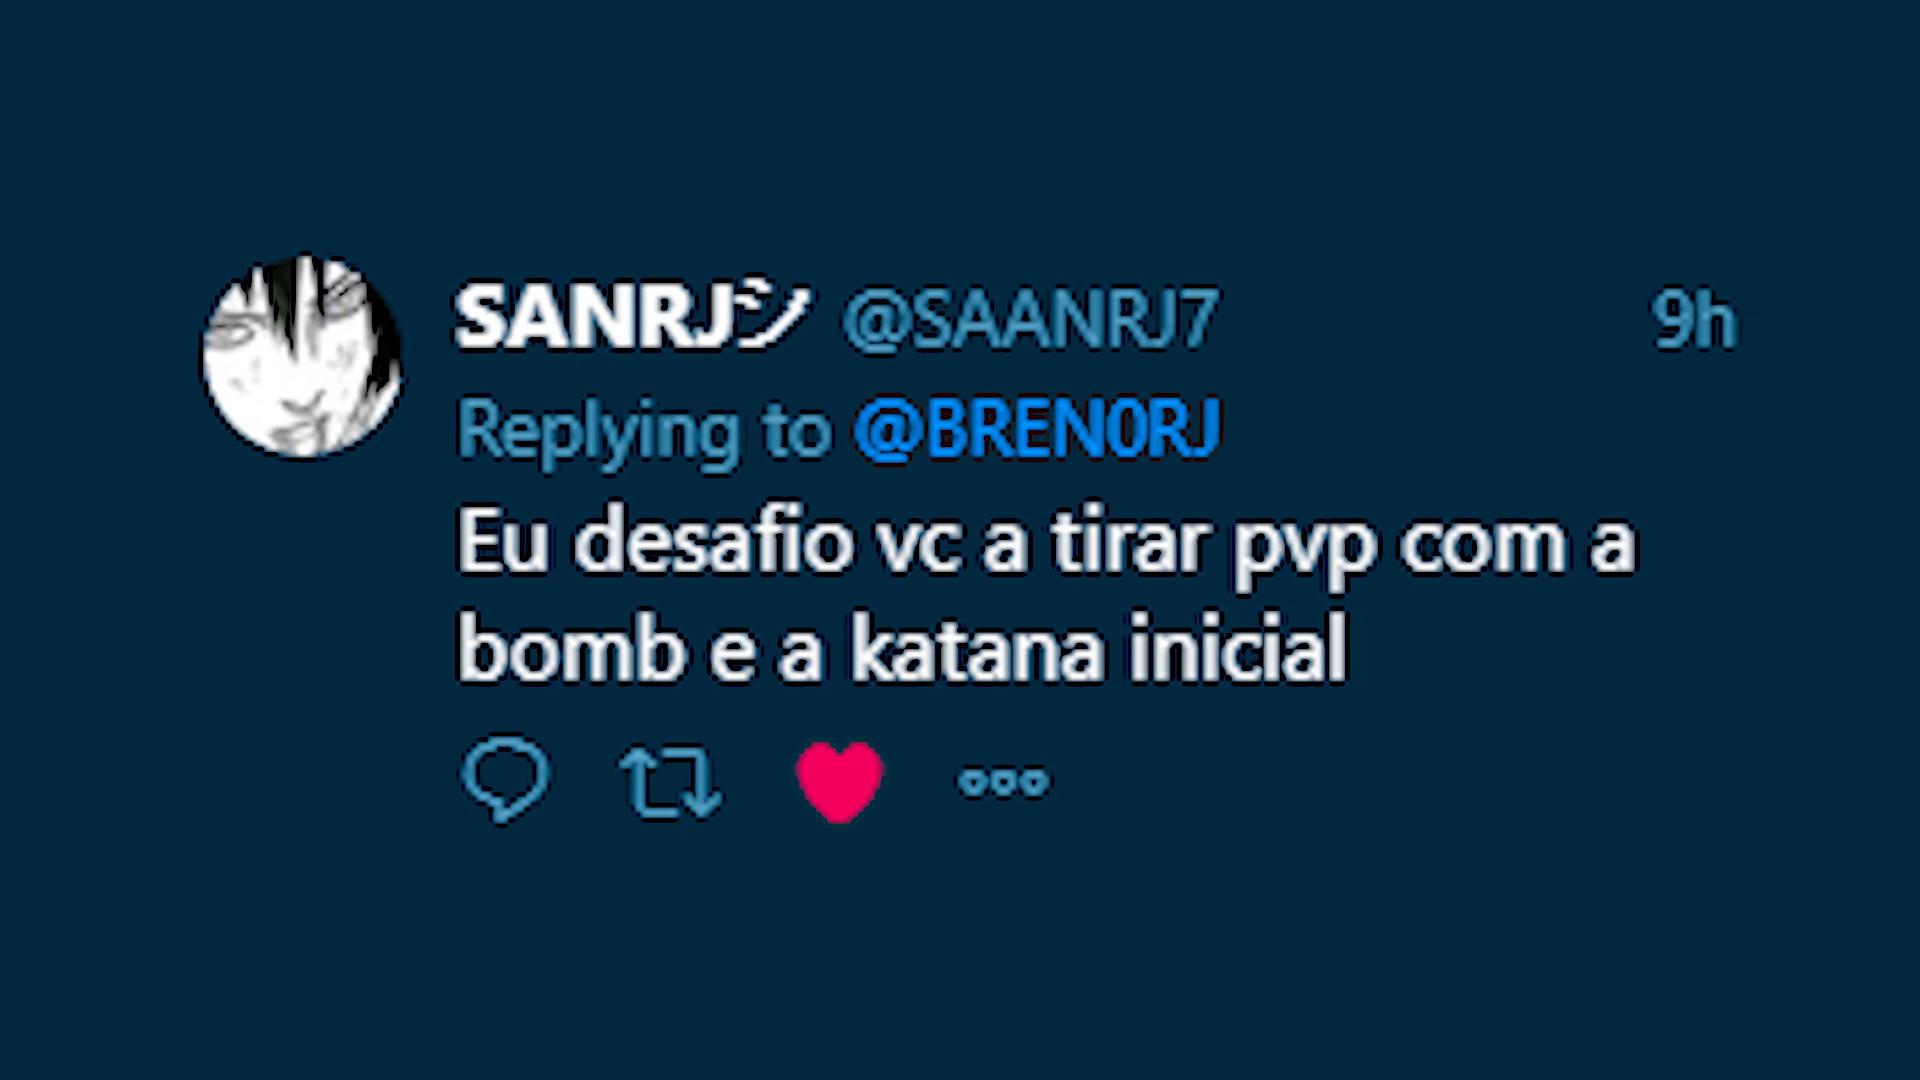 SANRJシ @SAANRJ7 9h
Replying to @BREN0RJ
Eu desafio vc a tirar pvp com a
bomb e a katana inicial